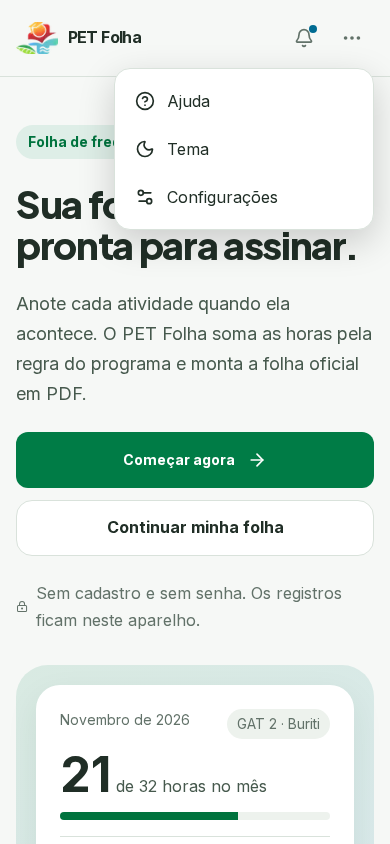 PET Folha
Ajuda
Tema
Configurações
Folha de
Sua
pronta para assinar.
Anote cada atividade quando ela
acontece. O PET Folha soma as horas pela
regra do programa e monta a folha oficial
em PDF.
Começar agora
Continuar minha folha
Sem cadastro e sem senha. Os registros
ficam neste aparelho.
Novembro de 2026
GAT 2 · Buriti
21 de 32 horas no mês